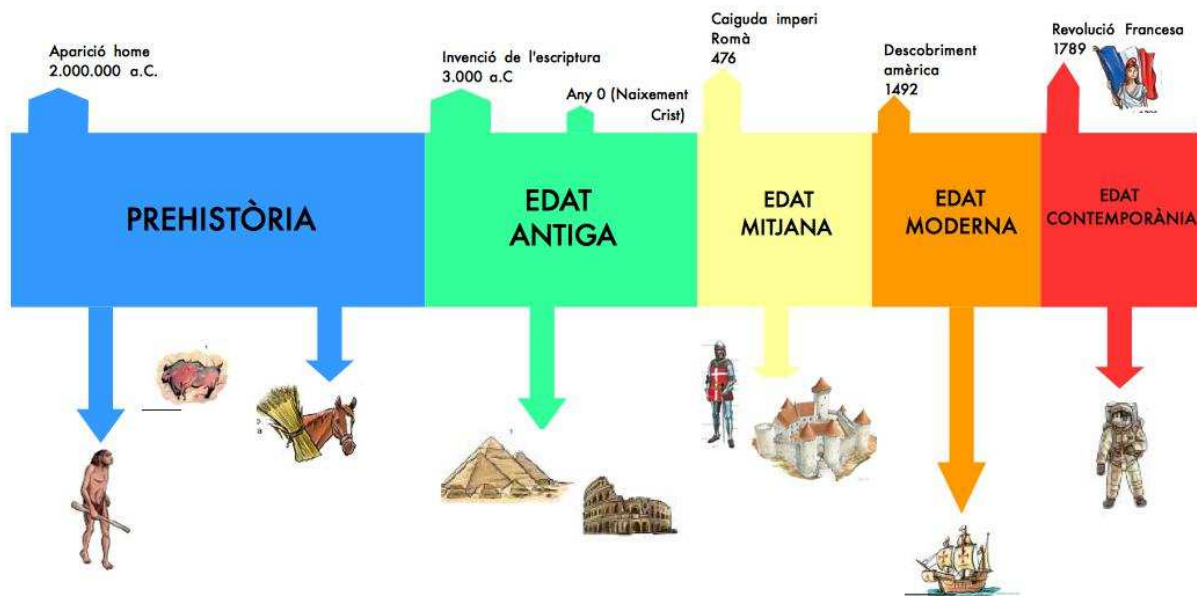 Aparició home
2.000.000 a.C.
Invenció de l'escriptura
3.000 a.C
Any 0 (Naixement
Crist)
Caiguda imperi
Romà
476
Descobriment
amèrica
1492
Revolució Francesa
1789
PREHISTÒRIA
EDAT
ANTIGA
EDAT
MITJANA
EDAT
MODERNA
EDAT
CONTEMPORÀNIA